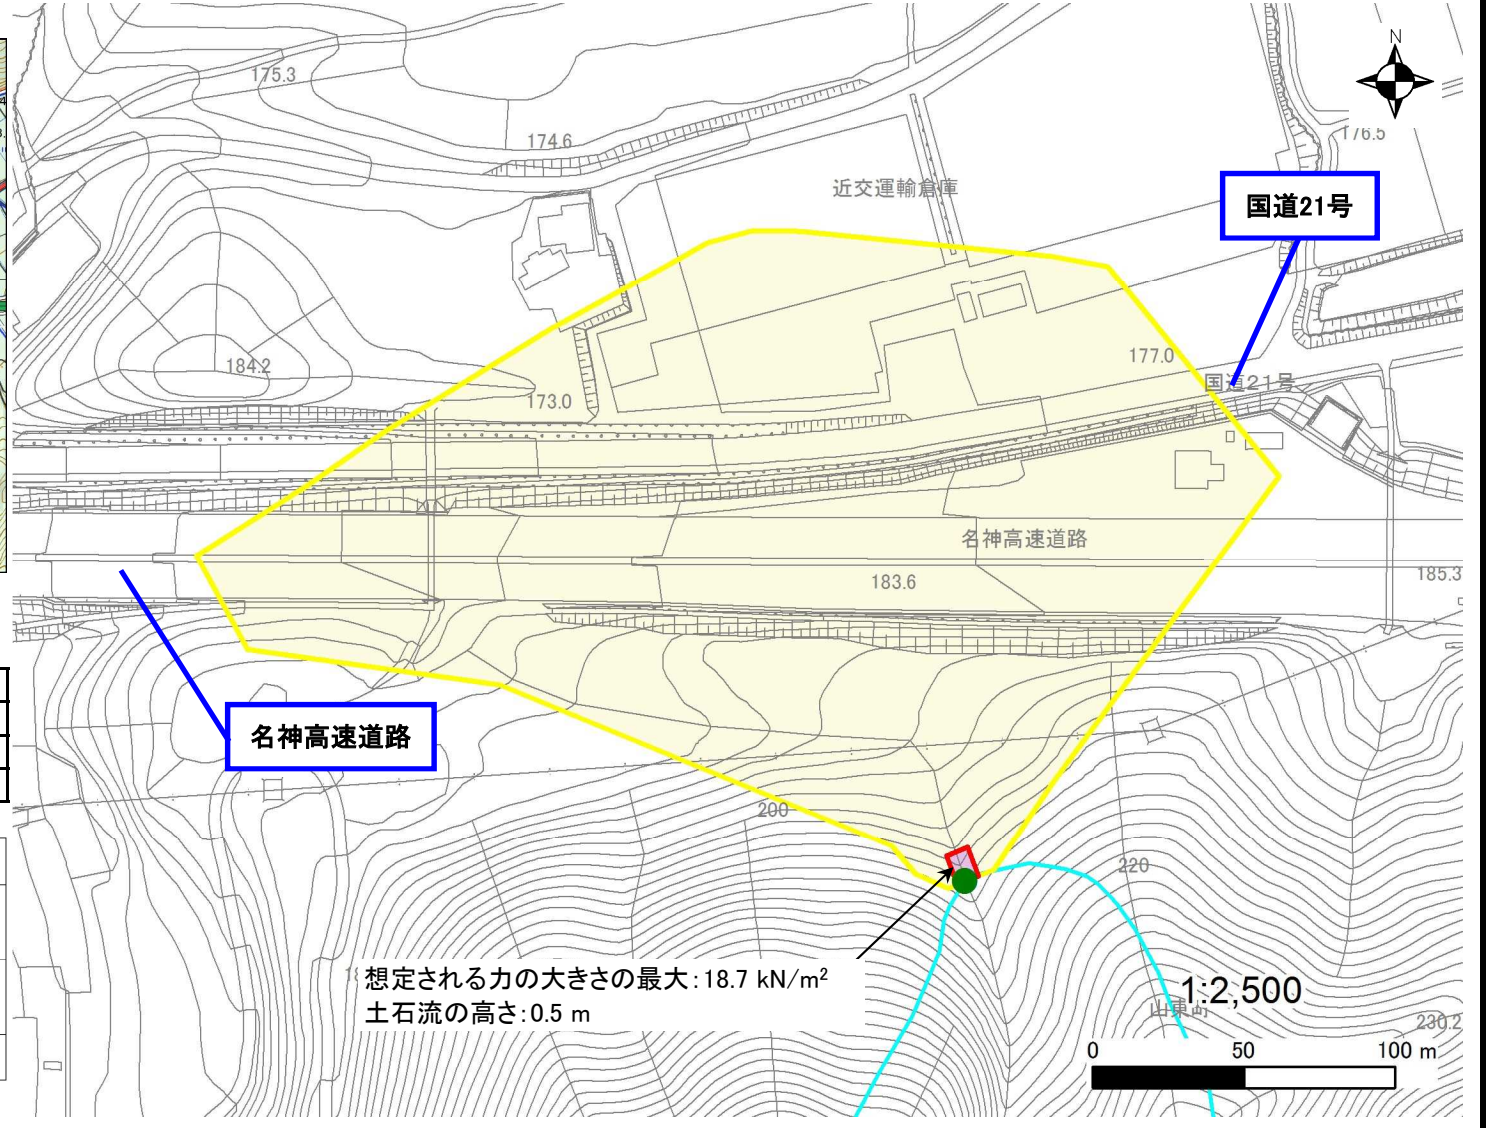 N
175.3
174.6
176.5
近交運輸倉庫
国道21号
184.2
177.0
国道21号
173.0
名神高速道路
183.6
185.3
名神高速道路
200
220
想定される力の大きさの最大:18.7 kN/m²
土石流の高さ:0.5 m
1:2,500
山東町
230.2
0 50 100 m